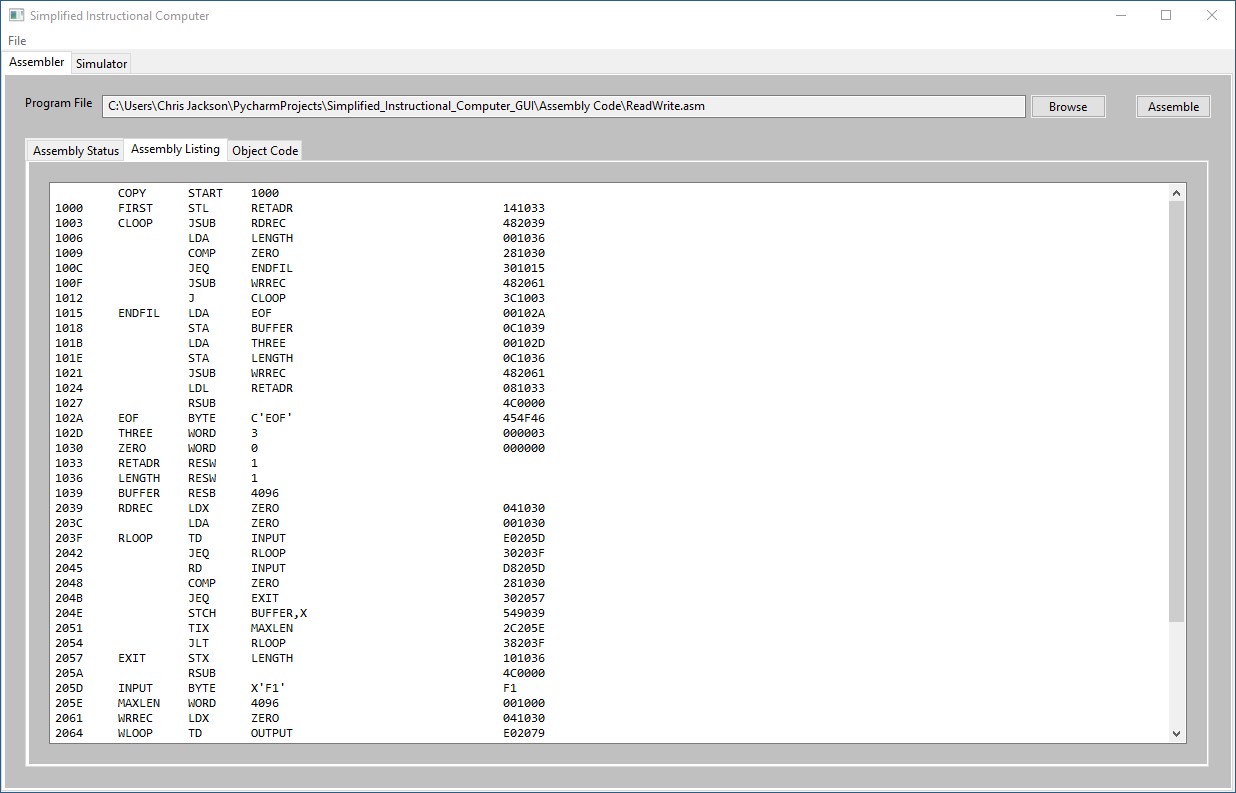 Simplified Instructional Computer
File
Assembler Simulator
Program File C:\Users\Chris Jackson\PycharmProjects\Simplified_Instructional_Computer_GUI\Assembly Code\ReadWrite.asm Browse Assemble
Assembly Status Assembly Listing Object Code
COPY START 1000
1000 FIRST STL RETADR 141033
1003 CLOOP JSUB RDREC 482039
1006 LDA LENGTH 001036
1009 COMP ZERO 281030
100C JEQ ENDFIL 301015
100F JSUB WRREC 482061
1012 J CLOOP 3C1003
1015 ENDFIL LDA EOF 00102A
1018 STA BUFFER 0C1039
101B LDA THREE 00102D
101E STA LENGTH 0C1036
1021 JSUB WRREC 482061
1024 LDL RETADR 081033
1027 RSUB 4C0000
102A EOF BYTE C'EOF' 454F46
102D THREE WORD 3 000003
1030 ZERO WORD 0 000000
1033 RETADR RESW 1
1036 LENGTH RESW 1
1039 BUFFER RESB 4096
2039 RDREC LDX ZERO 041030
203C LDA ZERO 001030
203F RLOOP TD INPUT E0205D
2042 JEQ RLOOP 30203F
2045 RD INPUT D8205D
2048 COMP ZERO 281030
204B JEQ EXIT 302057
204E STCH BUFFER,X 549039
2051 TIX MAXLEN 2C205E
2054 JLT RLOOP 38203F
2057 EXIT STX LENGTH 101036
205A RSUB 4C0000
205D INPUT BYTE X'F1' F1
205E MAXLEN WORD 4096 001000
2061 WRREC LDX ZERO 041030
2064 WLOOP TD OUTPUT E02079